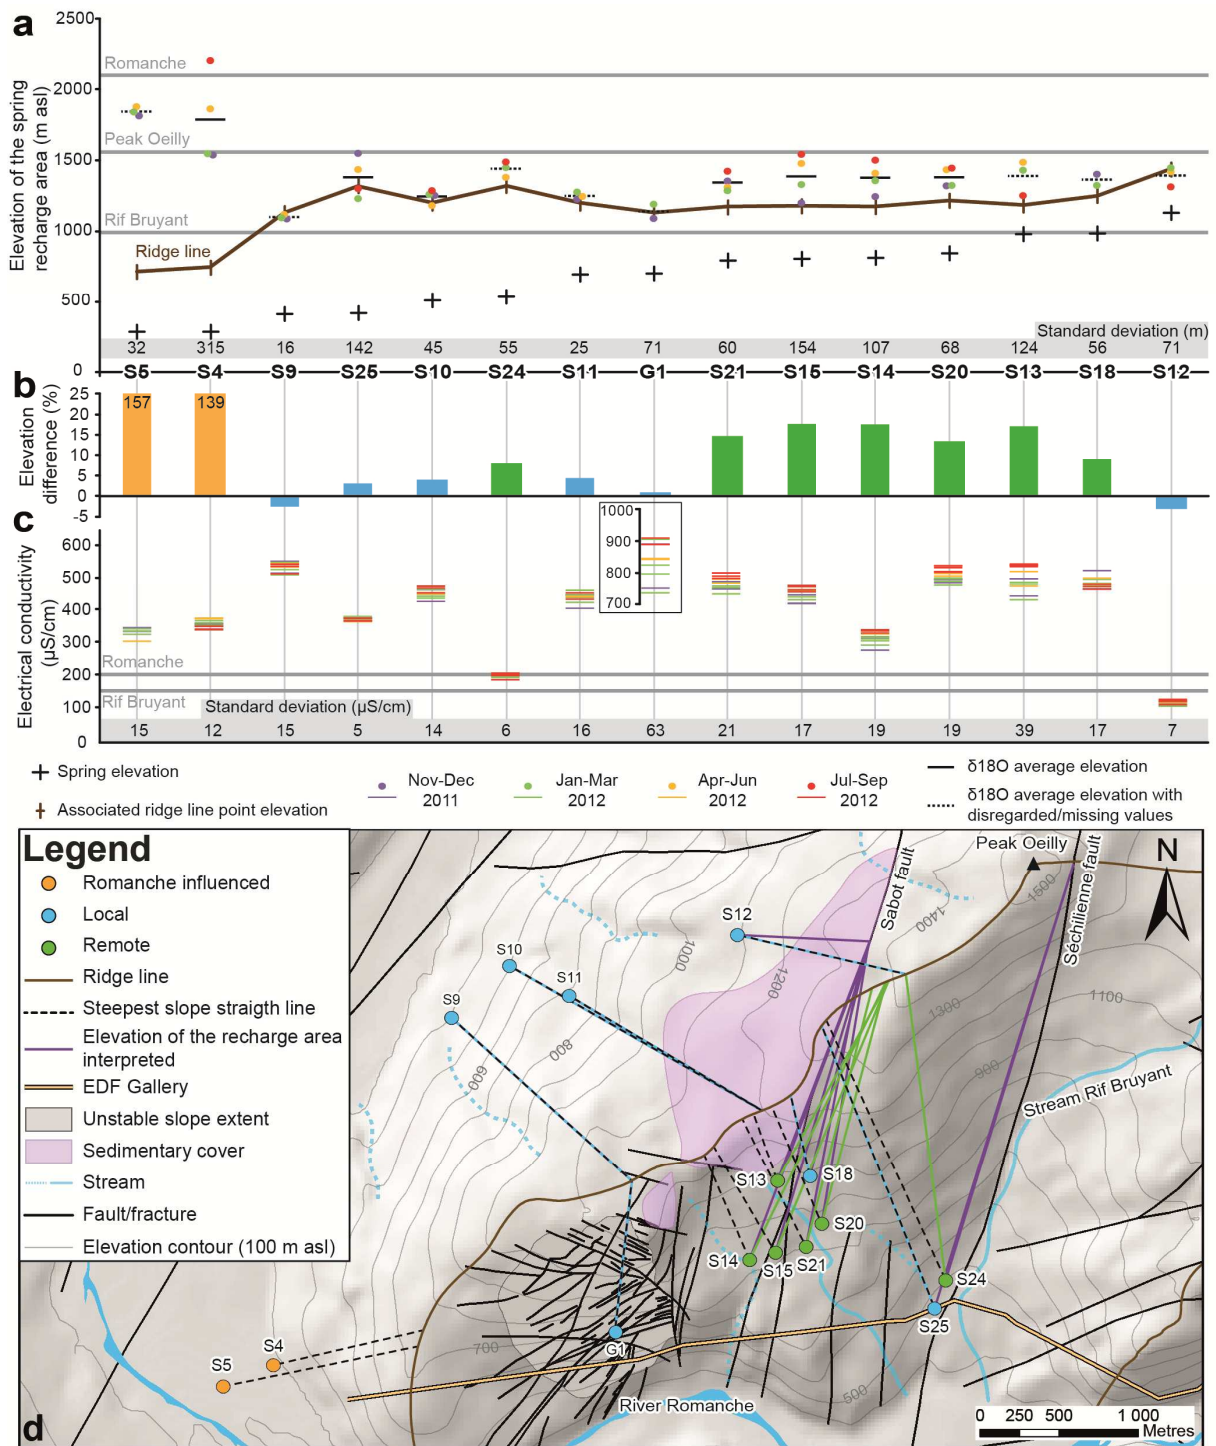 a
Elevation of the spring
recharge area (m asl)
2500
2000
1500
1000
500
0
Romanche
Peak Oeilly
Rif Bruyant
Ridge line
Standard deviation (m)
32 315 16 142 45 55 25 71 60 154 107 68 124 56 71
S5 S4 S9 S25 S10 S24 S11 G1 S21 S15 S14 S20 S13 S18 S12
b
Elevation
difference (%)
25
20
15
10
5
0
-5
157 139
c
Electrical conductivity
(µS/cm)
600
500
400
300
200
100
0
1000
900
800
700
Romanche
Rif Bruyant
Standard deviation (µS/cm)
15 12 15 5 14 6 16 63 21 17 19 19 39 17 7
Spring elevation
Associated ridge line point elevation
Nov-Dec
2011
Jan-Mar
2012
Apr-Jun
2012
Jul-Sep
2012
δ18O average elevation
δ18O average elevation with
disregarded/missing values
Legend
Romanche influenced
Local
Remote
Ridge line
Steepest slope straigth line
Elevation of the recharge area
interpreted
EDF Gallery
Unstable slope extent
Sedimentary cover
Stream
Fault/fracture
Elevation contour (100 m asl)
Peak Oeilly
N
Sabot fault
Séchilienne fault
1500
1400
S12
S10
S11
1000
1200
S9
1300
1100
800
900
600
Stream Rif Bruyant
S13
S18
S20
S14
S15
S21
S24
S25
G1
700
S4
S5
500
River Romanche
0 250 500 1 000
Metres
d